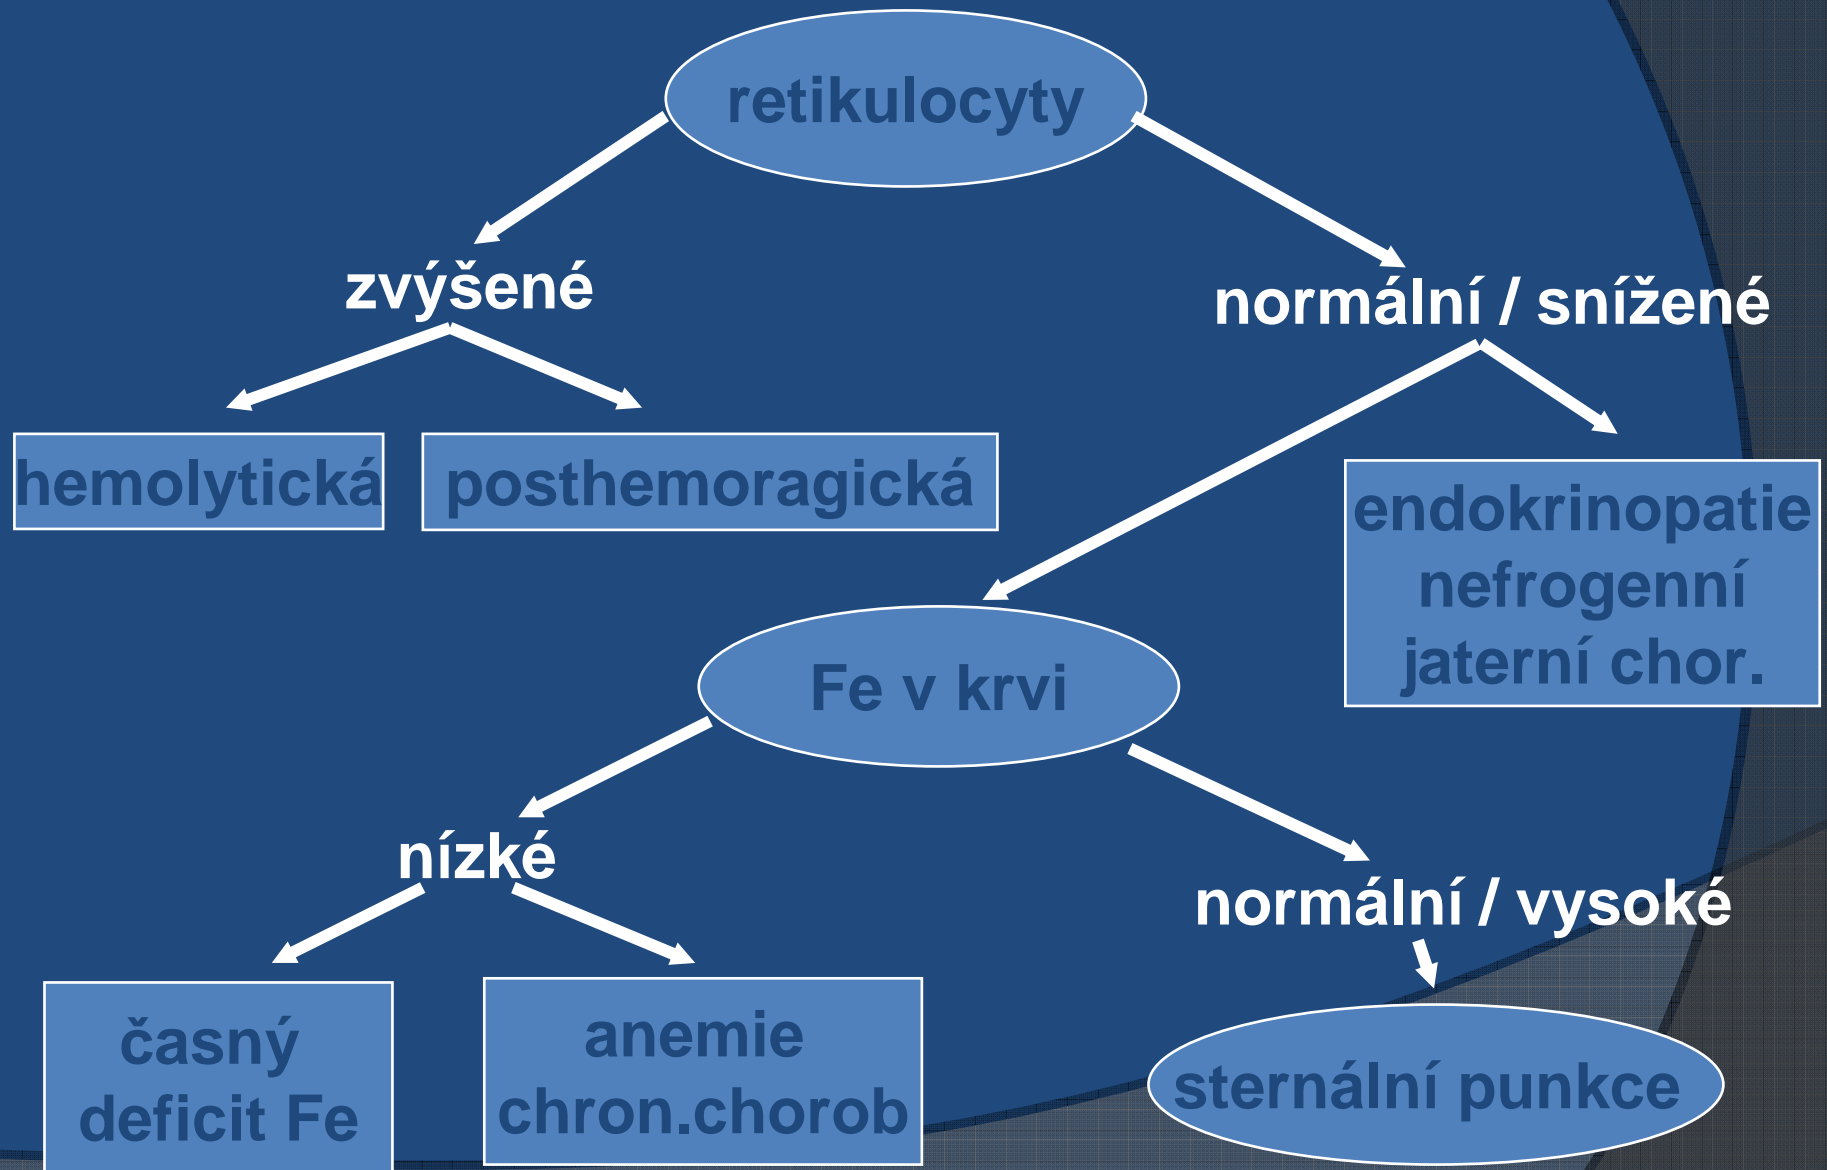 retikulocyty
zvýšené
normální / snížené
hemolytická
posthemoragická
endokrinopatie
nefrogenní
jaterní chor.
Fe v krvi
nízké
normální / vysoké
časný
deficit Fe
anemie
chron.chorob
sternální punkce